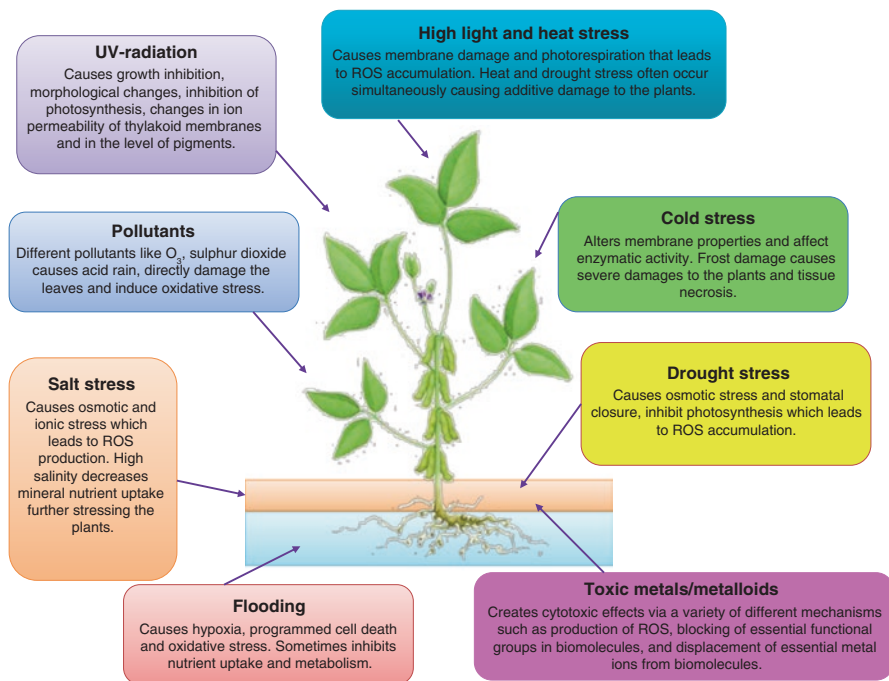 UV-radiation
Causes growth inhibition,
morphological changes, inhibition of
photosynthesis, changes in ion
permeability of thylakoid membranes
and in the level of pigments.
High light and heat stress
Causes membrane damage and photorespiration that leads
to ROS accumulation. Heat and drought stress often occur
simultaneously causing additive damage to the plants.
Pollutants
Different pollutants like O₃, sulphur dioxide
causes acid rain, directly damage the
leaves and induce oxidative stress.
Cold stress
Alters membrane properties and affect
enzymatic activity. Frost damage causes
severe damages to the plants and tissue
necrosis.
Salt stress
Causes osmotic and
ionic stress which
leads to ROS
production. High
salinity decreases
mineral nutrient uptake
further stressing the
plants.
Drought stress
Causes osmotic stress and stomatal
closure, inhibit photosynthesis which leads
to ROS accumulation.
Flooding
Causes hypoxia, programmed cell death
and oxidative stress. Sometimes inhibits
nutrient uptake and metabolism.
Toxic metals/metalloids
Creates cytotoxic effects via a variety of different mechanisms
such as production of ROS, blocking of essential functional
groups in biomolecules, and displacement of essential metal
ions from biomolecules.